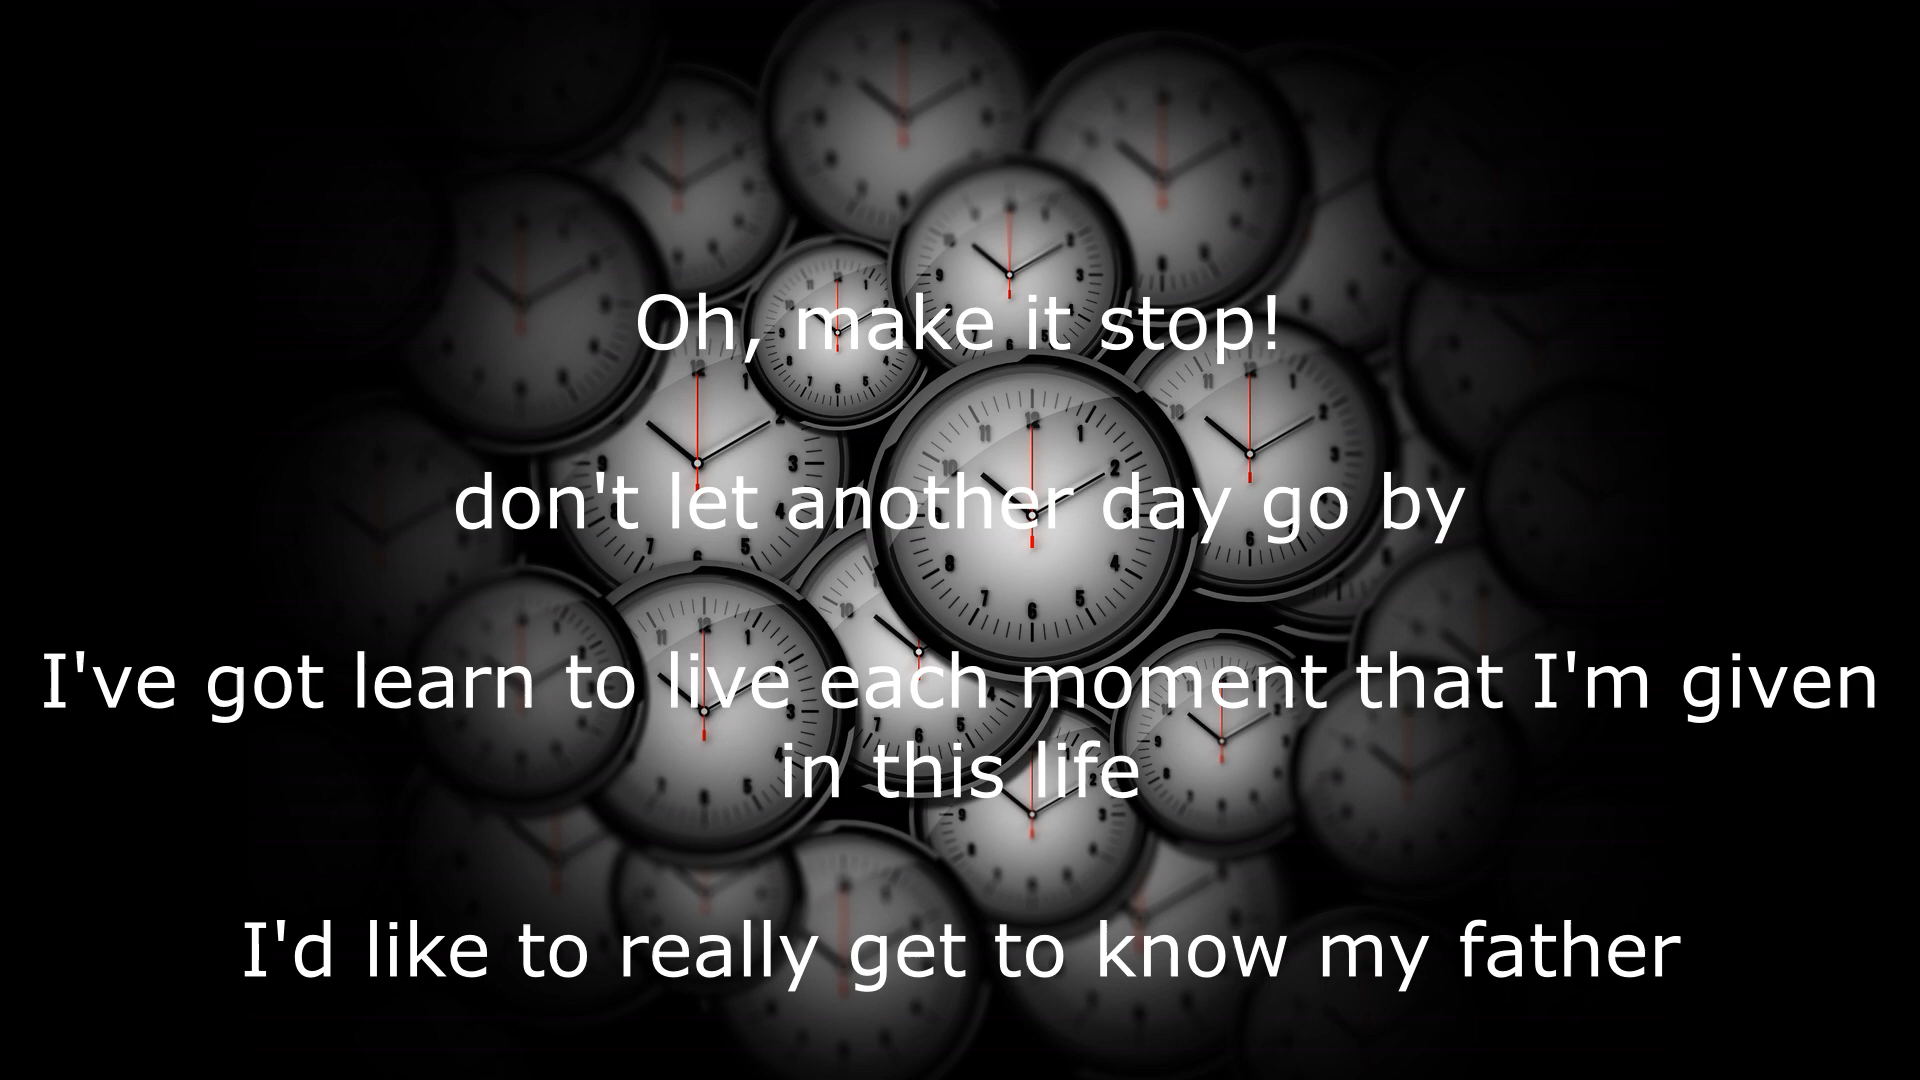 Oh, make it stop!
don't let another day go by
I've got learn to live each moment that I'm given
in this life
I'd like to really get to know my father